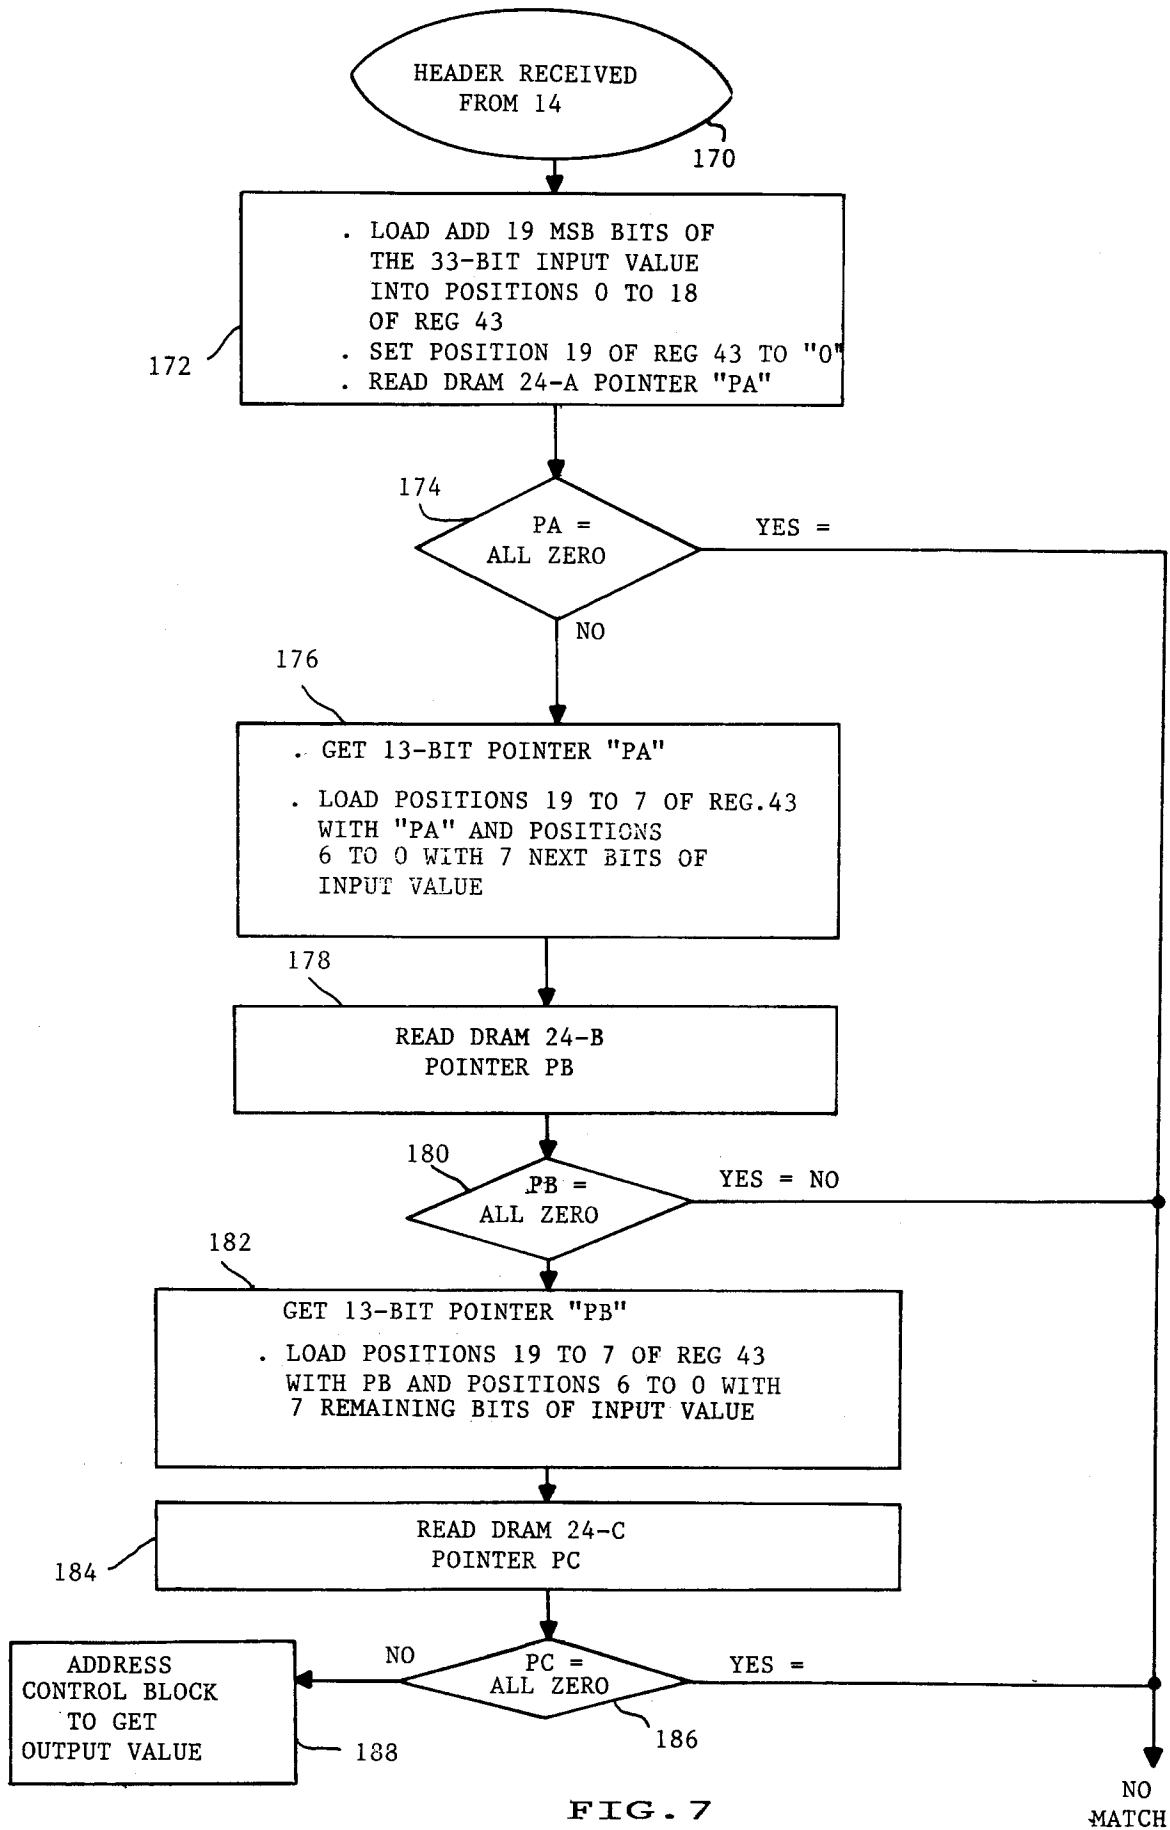 HEADER RECEIVED
FROM 14
170
. LOAD ADD 19 MSB BITS OF
THE 33-BIT INPUT VALUE
INTO POSITIONS 0 TO 18
OF REG 43
. SET POSITION 19 OF REG 43 TO "0"
. READ DRAM 24-A POINTER "PA"
172
174
PA =
ALL ZERO
YES =
NO
176
. GET 13-BIT POINTER "PA"
. LOAD POSITIONS 19 TO 7 OF REG.43
WITH "PA" AND POSITIONS
6 TO 0 WITH 7 NEXT BITS OF
INPUT VALUE
178
READ DRAM 24-B
POINTER PB
180
PB =
ALL ZERO
YES = NO
182
GET 13-BIT POINTER "PB"
. LOAD POSITIONS 19 TO 7 OF REG 43
WITH PB AND POSITIONS 6 TO 0 WITH
7 REMAINING BITS OF INPUT VALUE
READ DRAM 24-C
POINTER PC
184
NO
PC =
ALL ZERO
YES =
186
ADDRESS
CONTROL BLOCK
TO GET
OUTPUT VALUE
188
NO
MATCH
FIG. 7